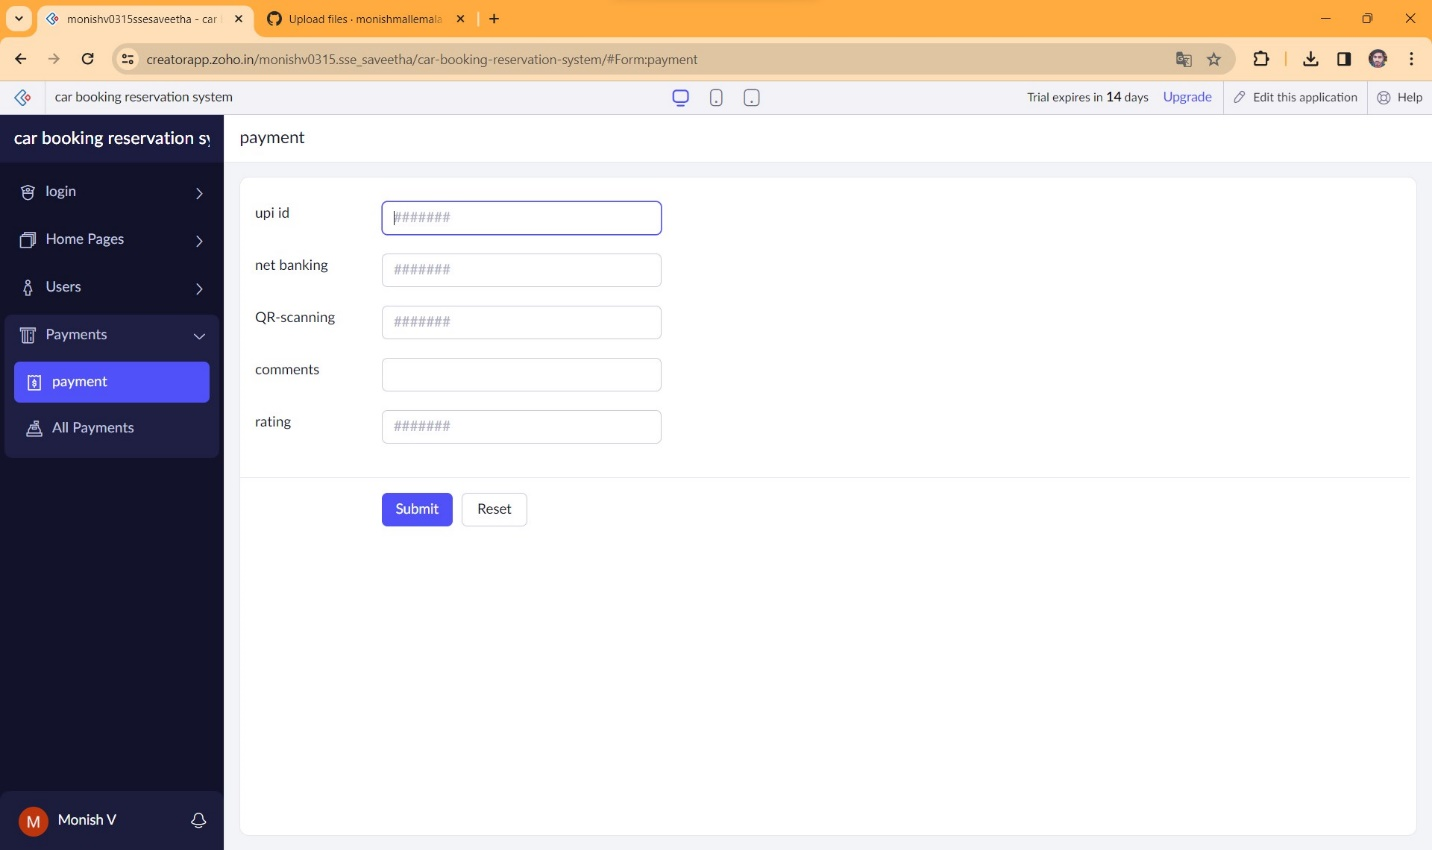 monishv0315ssesaveetha - car
Upload files · monishmallemala
creatorapp.zoho.in/monishv0315.sse_saveetha/car-booking-reservation-system/#Form:payment
car booking reservation system
Trial expires in 14 days Upgrade Edit this application Help
car booking reservation sy
payment
login
Home Pages
Users
Payments
payment
All Payments
upi id #######
net banking #######
QR-scanning #######
comments
rating #######
Submit Reset
M Monish V